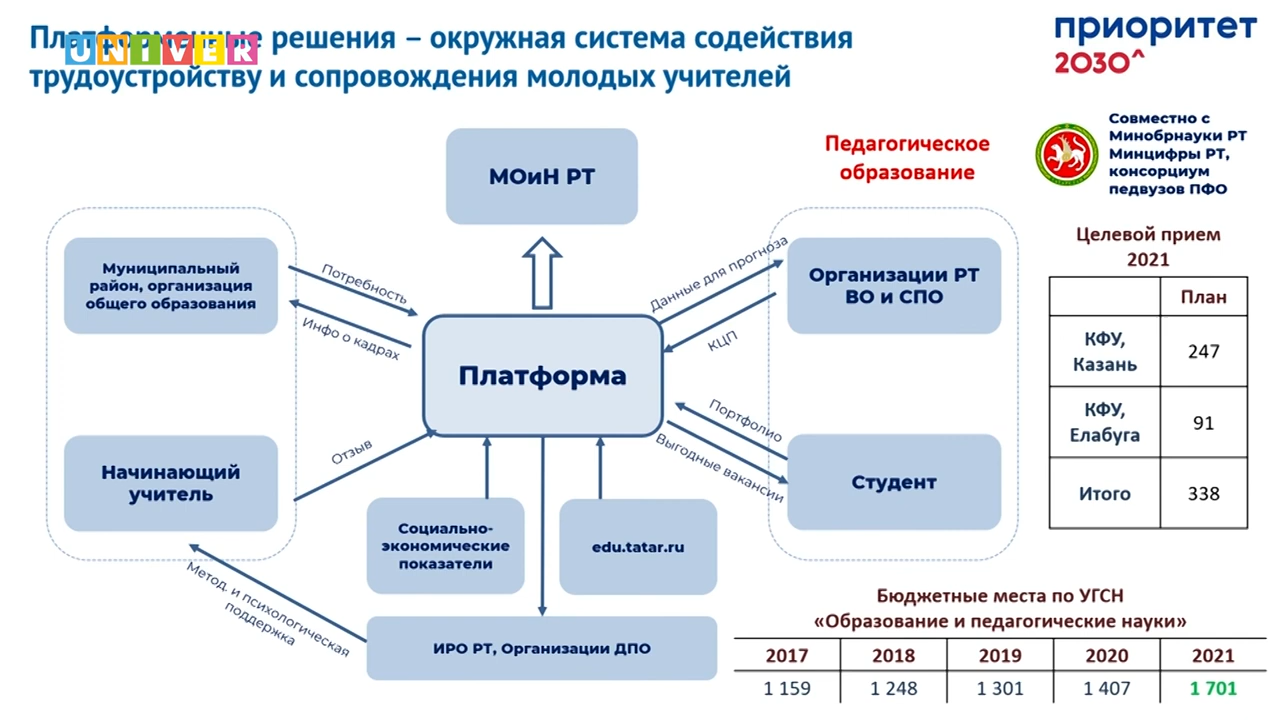 Платформенные решения – окружная система содействия
трудоустройству и сопровождения молодых учителей
UNIVER
приоритет
2030^
Совместно с
Минобрнауки РТ
Минцифры РТ,
консорциум
педвузов ПФО
Педагогическое
образование
МОиН РТ
Муниципальный
район, организация
общего образования
Потребность
Инфо о кадрах
Данные для прогноза
КЦП
Организации РТ
ВО и СПО
Платформа
Начинающий
учитель
Отзыв
Портфолио
Выгодные вакансии
Студент
Социально-
экономические
показатели
edu.tatar.ru
Метод. и психологическая
поддержка
ИРО РТ, Организации ДПО
Целевой прием
2021
План
КФУ,
Казань
247
КФУ,
Елабуга
91
Итого
338
Бюджетные места по УГСН
«Образование и педагогические науки»
2017 2018 2019 2020 2021
1 159 1 248 1 301 1 407 1 701